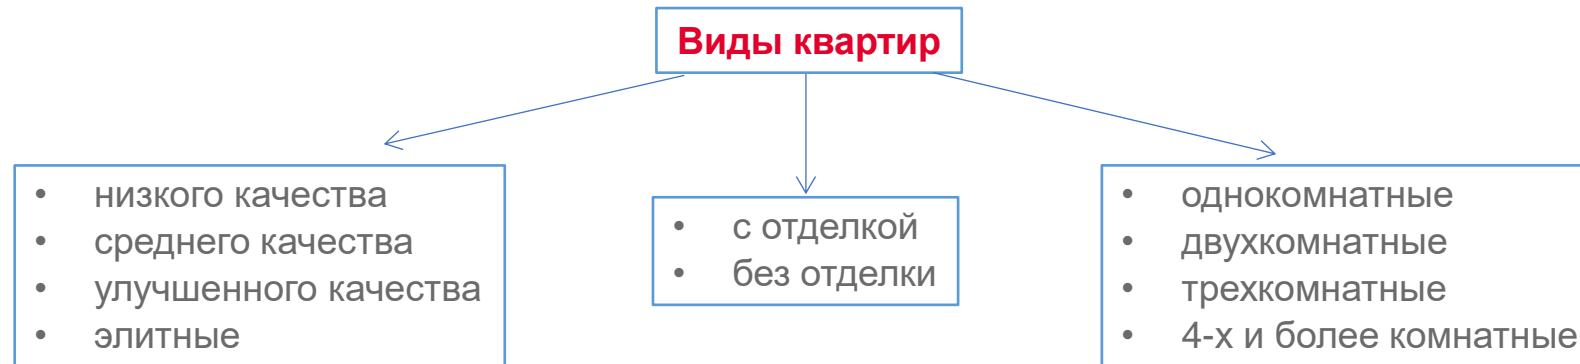 Виды квартир
• низкого качества
• среднего качества
• улучшенного качества
• элитные
• с отделкой
• без отделки
• однокомнатные
• двухкомнатные
• трехкомнатные
• 4-х и более комнатные